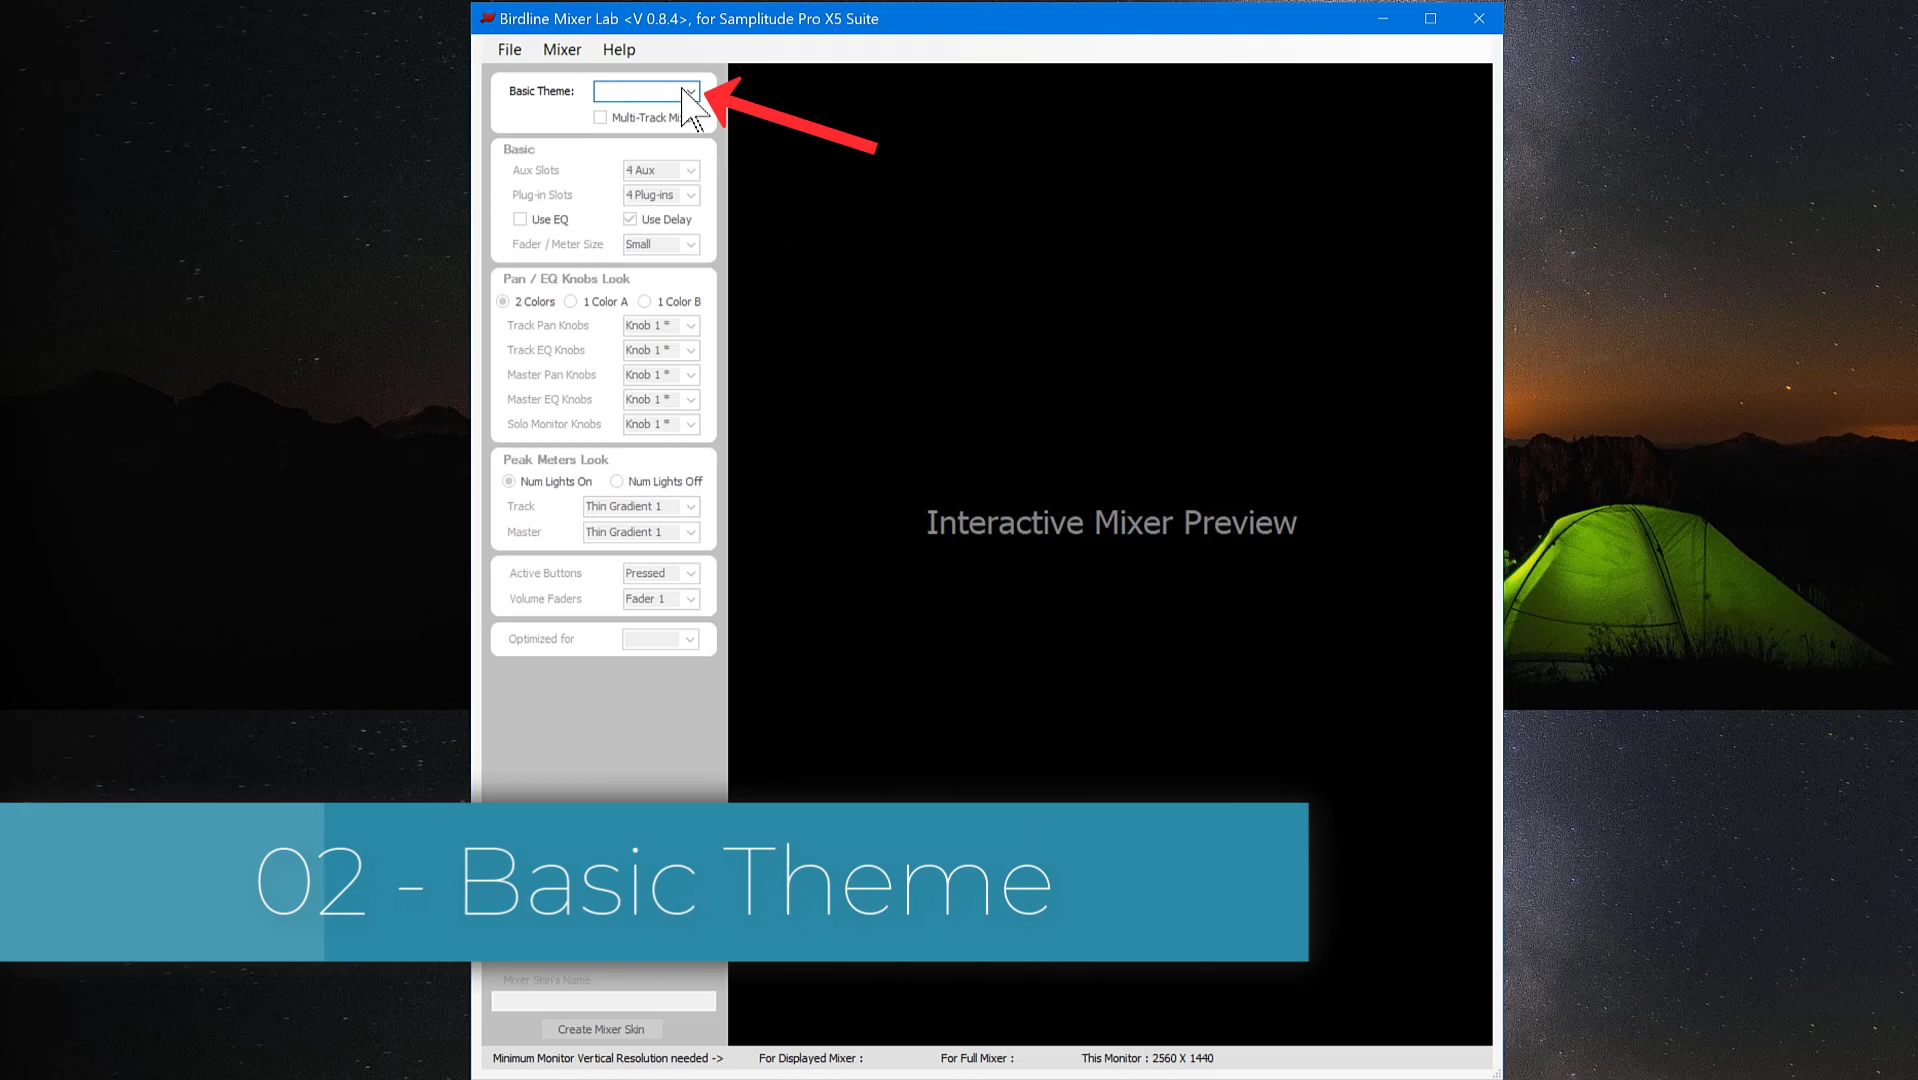 Birdline Mixer Lab <V 0.8.4>, for Samplitude Pro X5 Suite
File Mixer Help
Basic Theme:
Multi-Track
Basic
Aux Slots 4 Aux
Plug-in Slots 4 Plug-ins
Use EQ Use Delay
Fader / Meter Size Small
Pan / EQ Knobs Look
2 Colors 1 Color A 1 Color B
Track Pan Knobs Knob 1 *
Track EQ Knobs Knob 1 *
Master Pan Knobs Knob 1 *
Master EQ Knobs Knob 1 *
Solo Monitor Knobs Knob 1 *
Peak Meters Look
Num Lights On Num Lights Off
Track Thin Gradient 1
Master Thin Gradient 1
Interactive Mixer Preview
Active Buttons Pressed
Volume Faders Fader 1
Optimized for
02 - Basic Theme
Mixer Skin's Name
Create Mixer Skin
Minimum Monitor Vertical Resolution needed -> For Displayed Mixer : For Full Mixer : This Monitor : 2560 X 1440